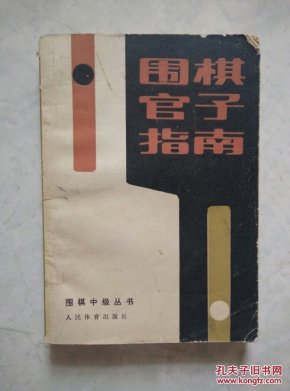 围棋
官子
指南
围棋中级丛书
人民体育出版社
孔夫子旧书网